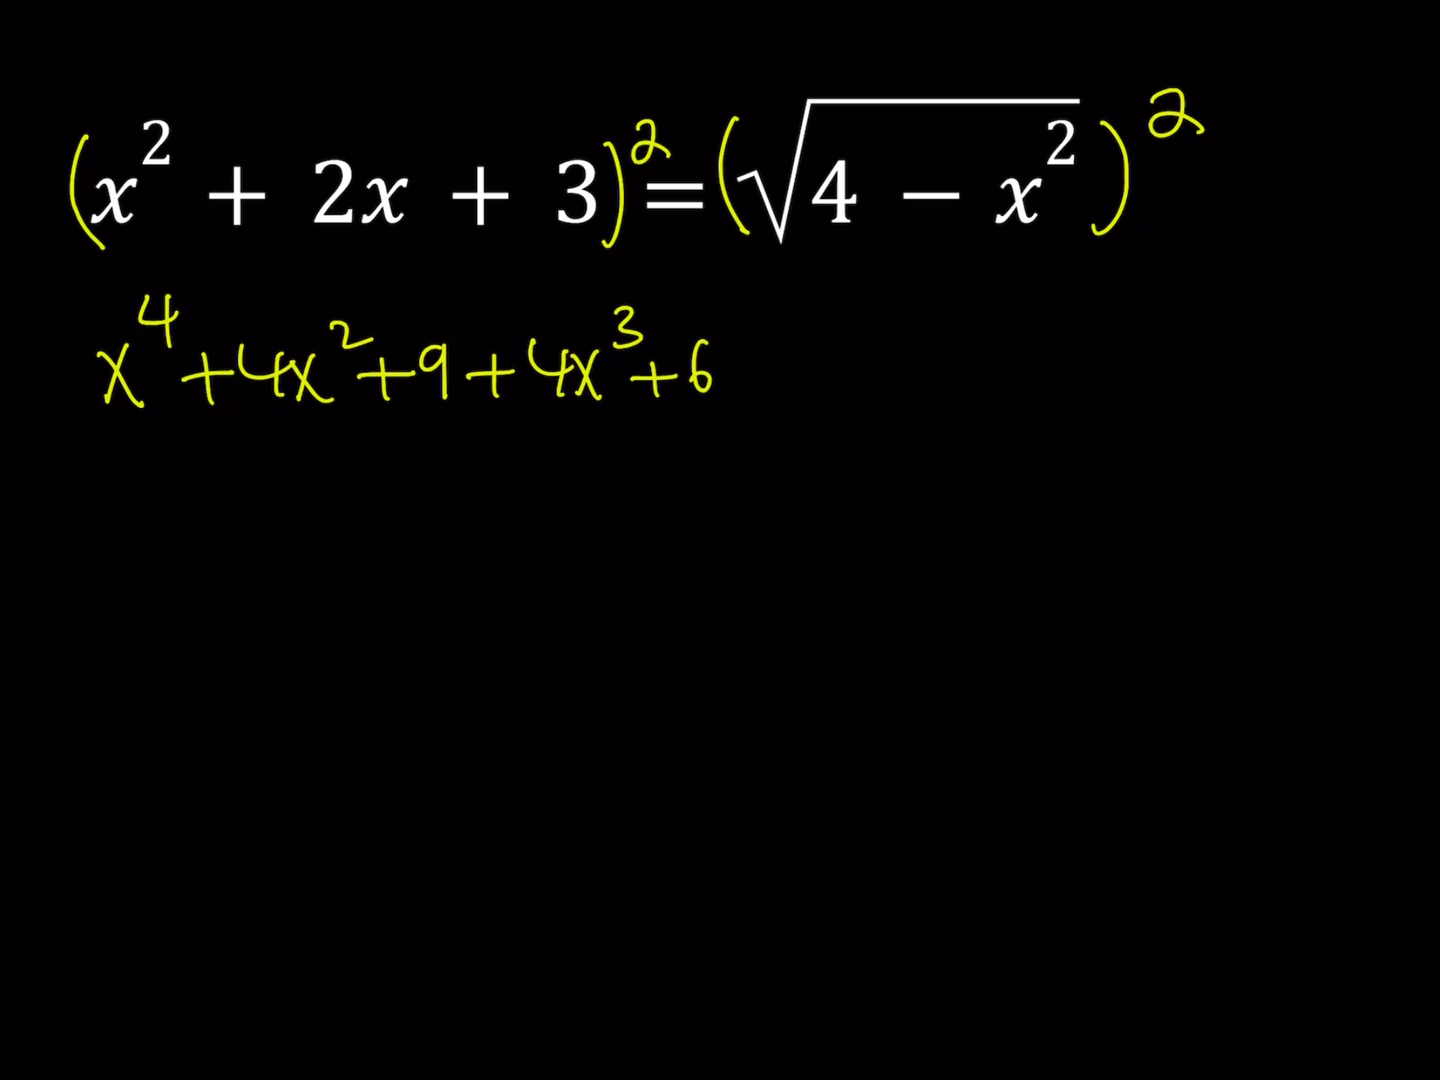 (x² + 2x + 3)² = (√(4 − x²))²
x⁴ + 4x² + 9 + 4x³ + 6